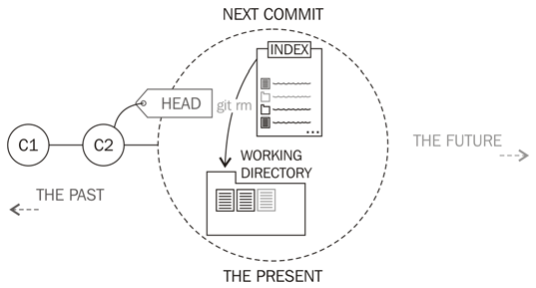 NEXT COMMIT
INDEX
HEAD
git rm
C1
C2
THE FUTURE
WORKING
DIRECTORY
THE PAST
THE PRESENT